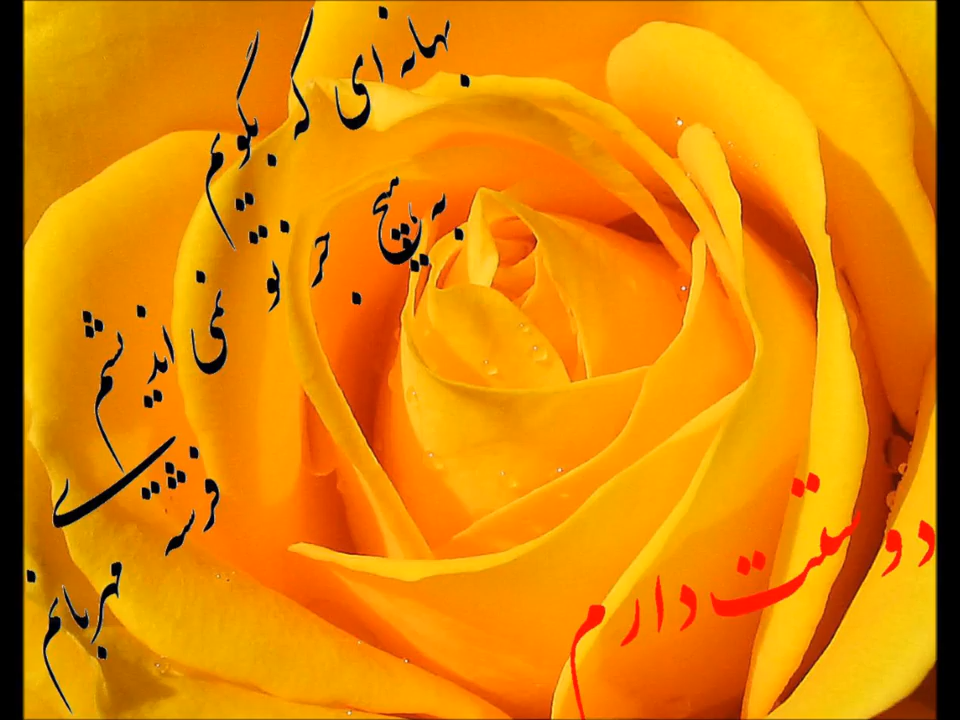 بهانه ای که بگویم
به هیچ جز تو نمی اندیشم
فرشته ی
مهربانم
دوستت دارم